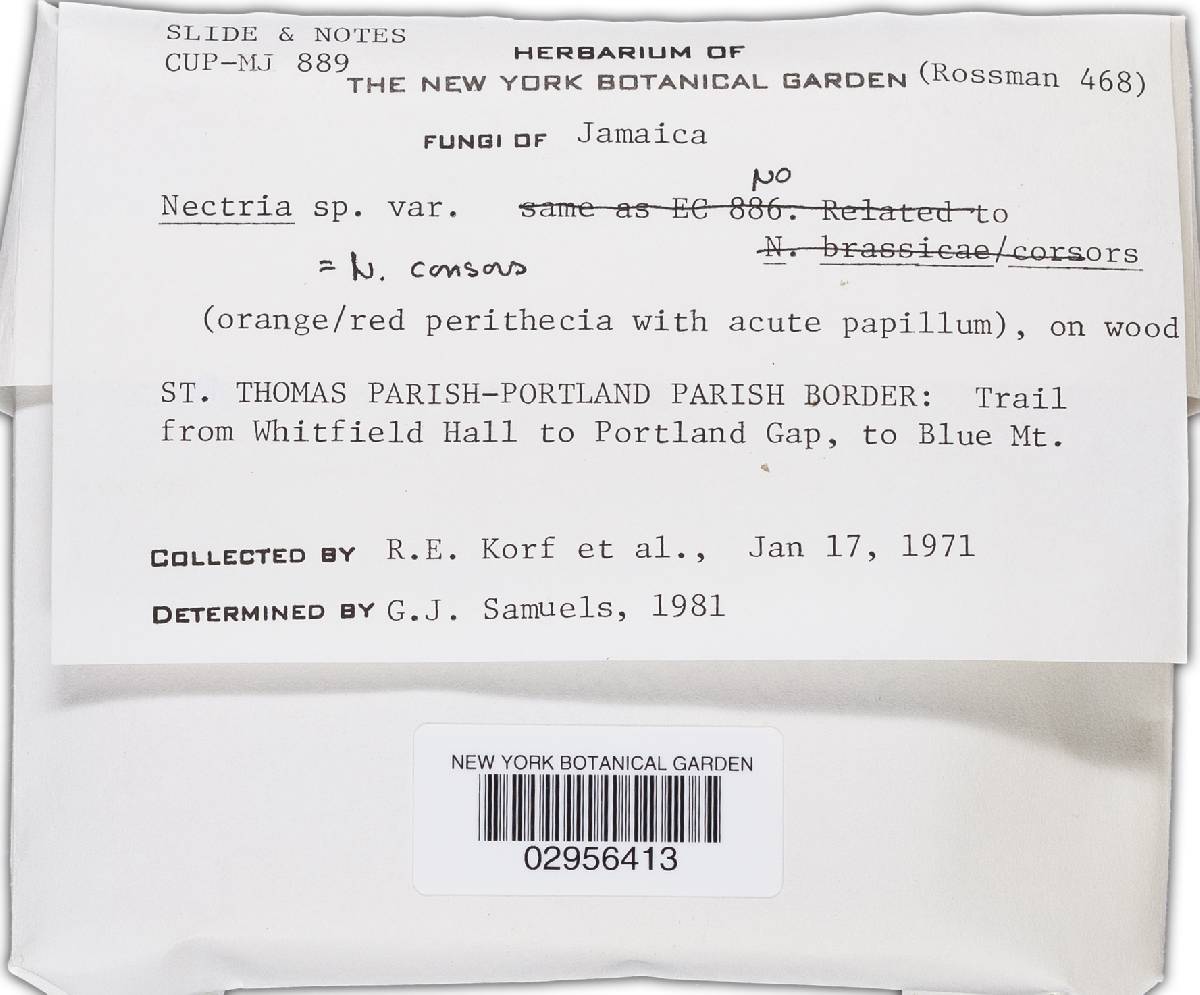 SLIDE & NOTES
CUP-MJ 889
HERBARIUM OF
THE NEW YORK BOTANICAL GARDEN (Rossman 468)
FUNGI OF Jamaica
NO
Nectria sp. var. same as EC 886. Related to
N. brassicae/corsors
= N. consors
(orange/red perithecia with acute papillum), on wood
ST. THOMAS PARISH-PORTLAND PARISH BORDER: Trail
from Whitfield Hall to Portland Gap, to Blue Mt.
COLLECTED BY R.E. Korf et al., Jan 17, 1971
DETERMINED BY G.J. Samuels, 1981
NEW YORK BOTANICAL GARDEN
02956413